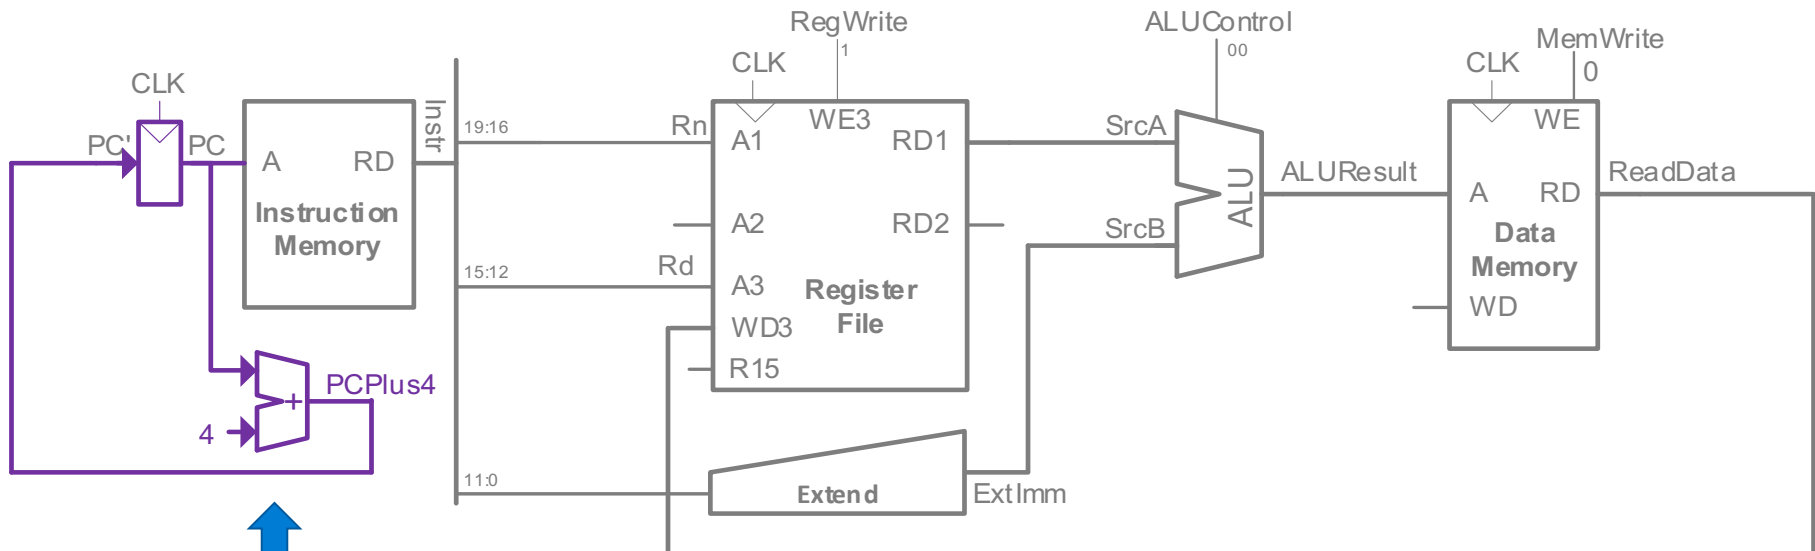 RegWrite
1
ALUControl
00
MemWrite
0
CLK
CLK
CLK
PC'
PC
A
RD
Instruction
Memory
Instr
19:16
Rn
A1
WE3
RD1
SrcA
A2
RD2
SrcB
15:12
Rd
A3
Register
File
WD3
R15
ALU
ALUResult
WE
A
RD
ReadData
Data
Memory
WD
PCPlus4
+
4
11:0
Extend
ExtImm